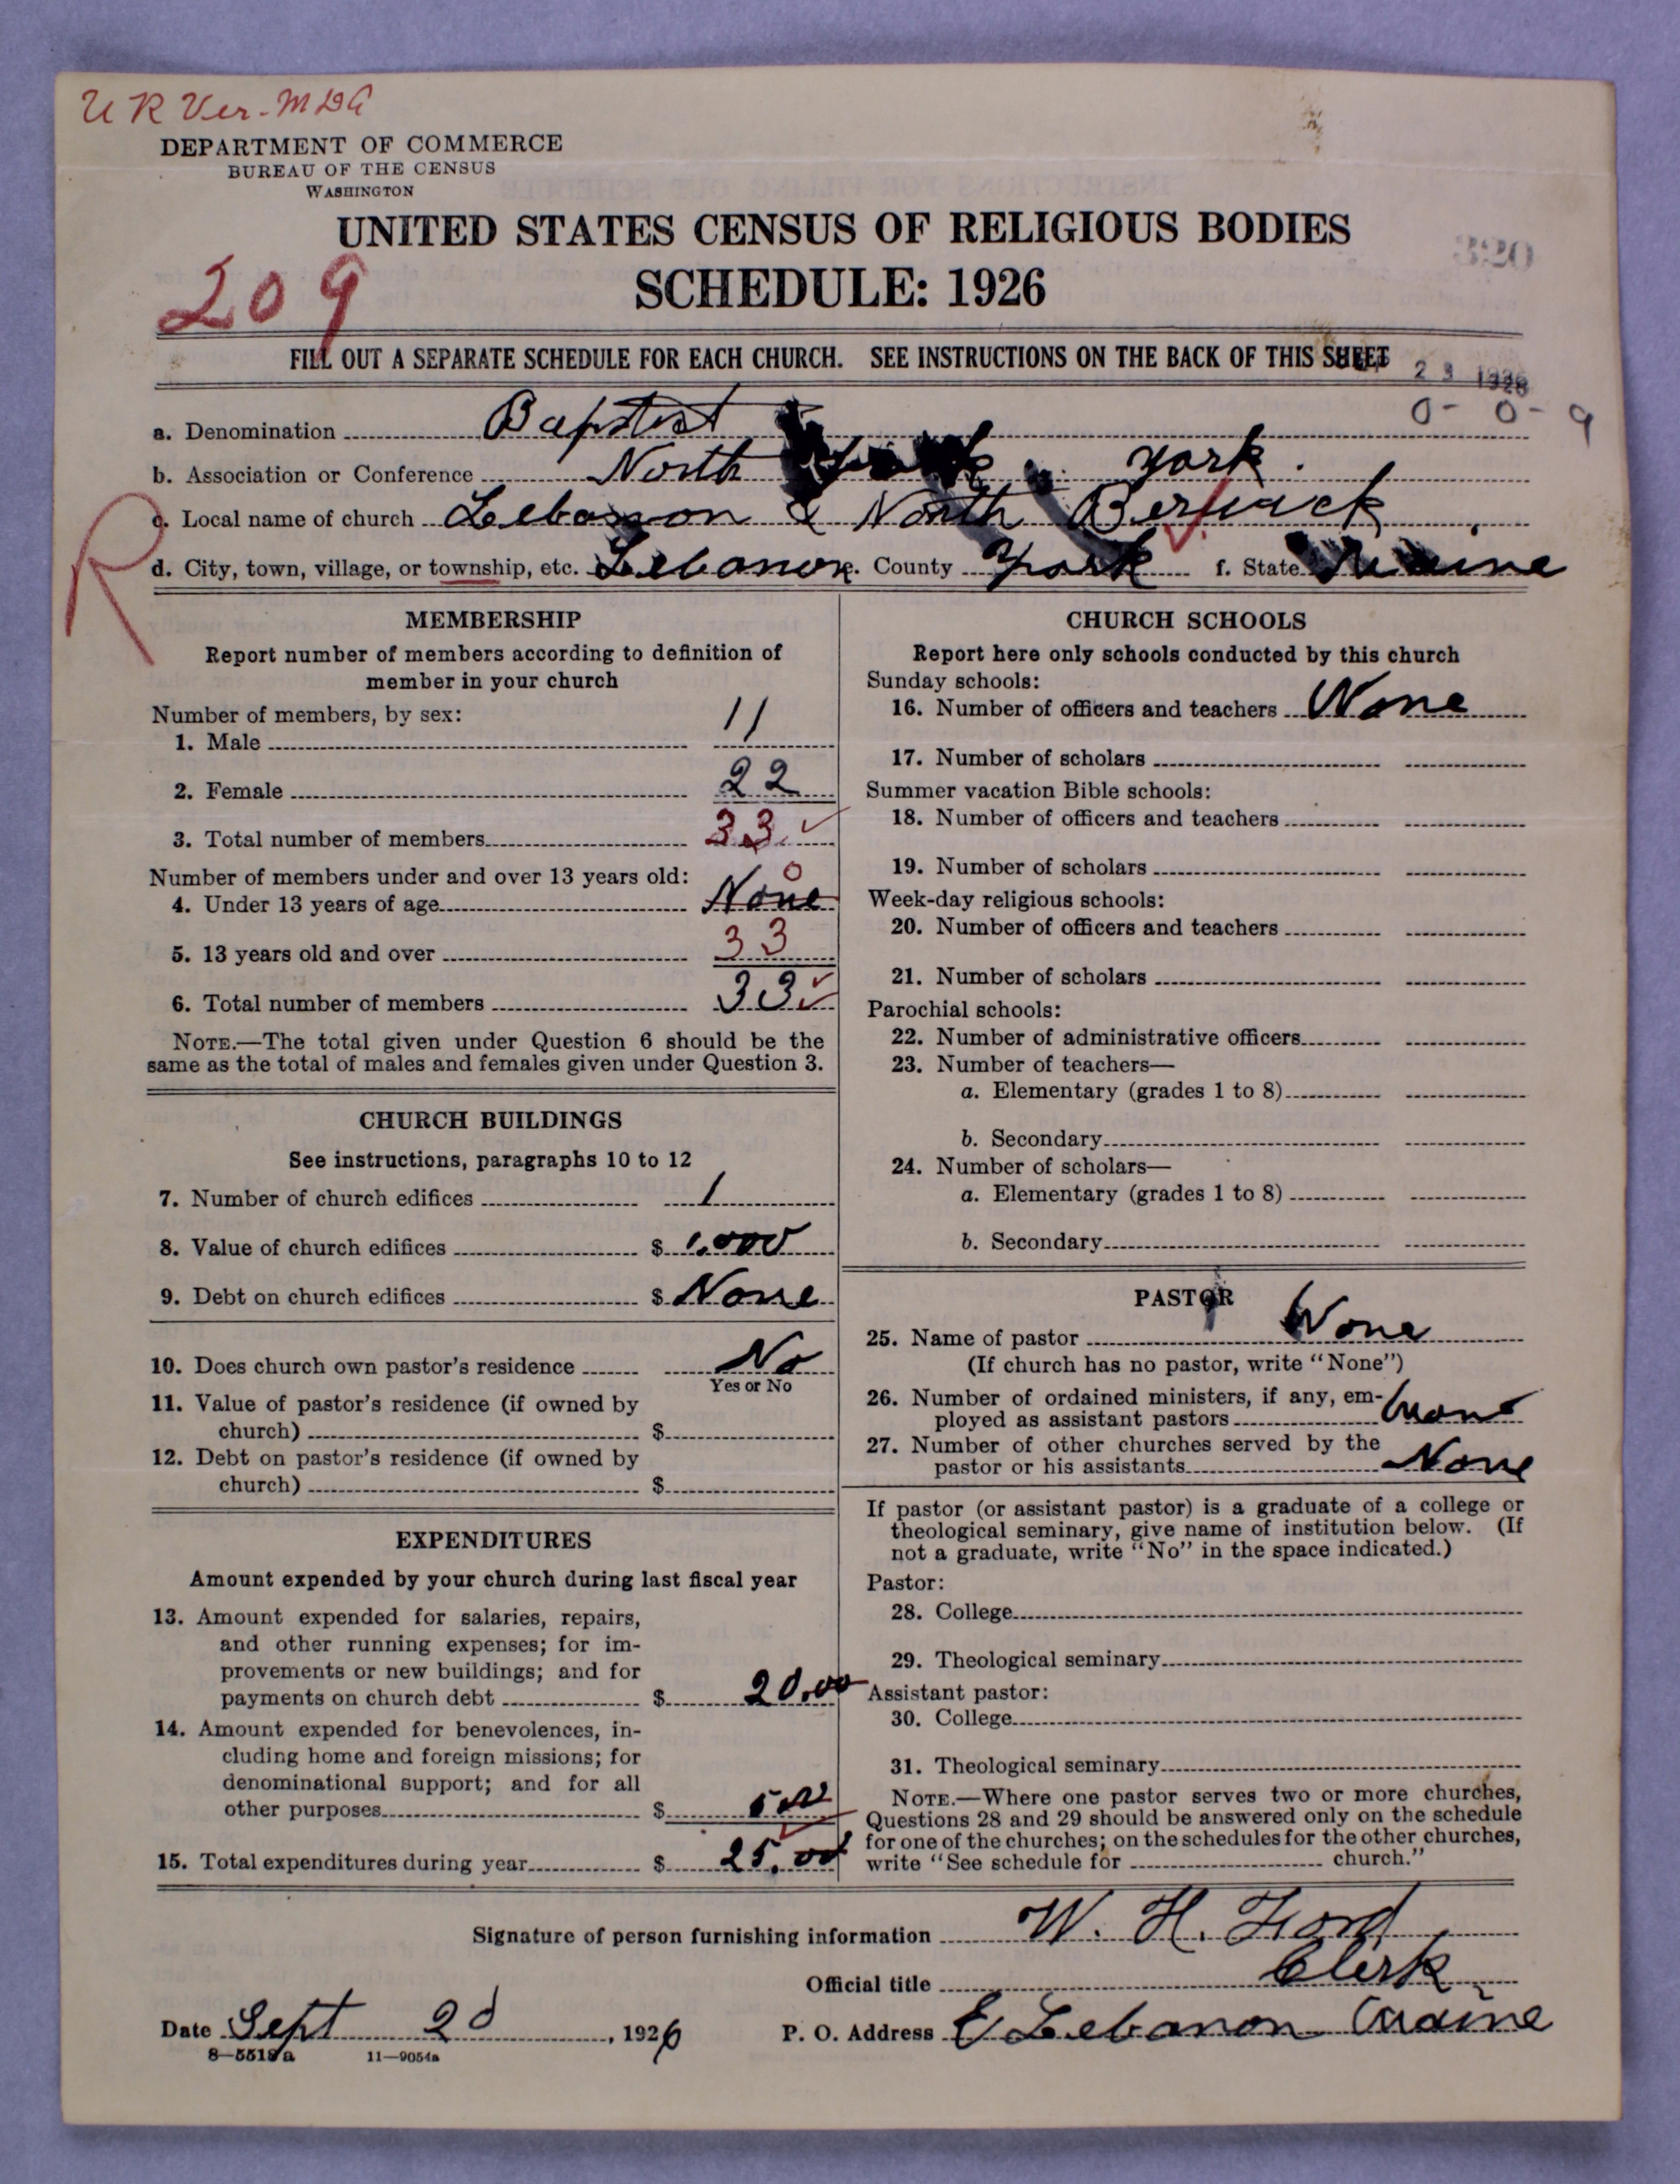 U R Ver. MDG
DEPARTMENT OF COMMERCE
BUREAU OF THE CENSUS
WASHINGTON
UNITED STATES CENSUS OF RELIGIOUS BODIES
SCHEDULE: 1926
209
FILL OUT A SEPARATE SCHEDULE FOR EACH CHURCH. SEE INSTRUCTIONS ON THE BACK OF THIS SHEET
23 1926
0- 0- 9
a. Denomination Baptist
b. Association or Conference North York.
c. Local name of church Lebanon & North Berwick
R
d. City, town, village, or township, etc. Lebanon e. County York f. State Maine
MEMBERSHIP
Report number of members according to definition of
member in your church
Number of members, by sex:
1. Male 11
2. Female 22
3. Total number of members 33
Number of members under and over 13 years old:
4. Under 13 years of age None 0
5. 13 years old and over 33
6. Total number of members 33
NOTE.—The total given under Question 6 should be the
same as the total of males and females given under Question 3.
CHURCH BUILDINGS
See instructions, paragraphs 10 to 12
7. Number of church edifices 1
8. Value of church edifices $ 1,000
9. Debt on church edifices $ None
10. Does church own pastor's residence No
Yes or No
11. Value of pastor's residence (if owned by
church) $
12. Debt on pastor's residence (if owned by
church) $
EXPENDITURES
Amount expended by your church during last fiscal year
13. Amount expended for salaries, repairs,
and other running expenses; for im-
provements or new buildings; and for
payments on church debt $ 20.00
14. Amount expended for benevolences, in-
cluding home and foreign missions; for
denominational support; and for all
other purposes $ 5 00
15. Total expenditures during year $ 25.00
CHURCH SCHOOLS
Report here only schools conducted by this church
Sunday schools:
16. Number of officers and teachers None
17. Number of scholars
Summer vacation Bible schools:
18. Number of officers and teachers
19. Number of scholars
Week-day religious schools:
20. Number of officers and teachers
21. Number of scholars
Parochial schools:
22. Number of administrative officers
23. Number of teachers—
a. Elementary (grades 1 to 8)
b. Secondary
24. Number of scholars—
a. Elementary (grades 1 to 8)
b. Secondary
PASTOR
25. Name of pastor None
(If church has no pastor, write "None")
26. Number of ordained ministers, if any, em-
ployed as assistant pastors None
27. Number of other churches served by the
pastor or his assistants None
If pastor (or assistant pastor) is a graduate of a college or
theological seminary, give name of institution below. (If
not a graduate, write "No" in the space indicated.)
Pastor:
28. College
29. Theological seminary
Assistant pastor:
30. College
31. Theological seminary
NOTE.—Where one pastor serves two or more churches,
Questions 28 and 29 should be answered only on the schedule
for one of the churches; on the schedules for the other churches,
write "See schedule for church."
Signature of person furnishing information W. H. Ford
Official title Clerk
Date Sept 2d, 1926 P. O. Address E Lebanon Maine
8—5518a 11—9054a